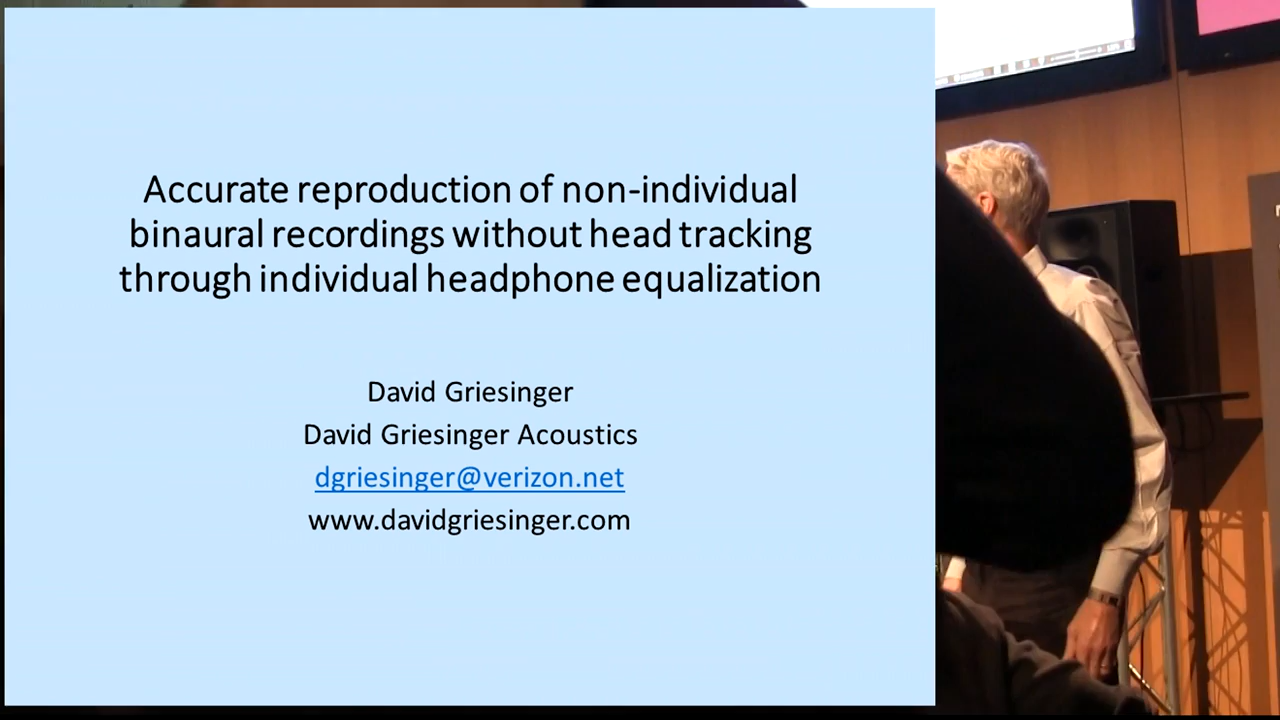 Accurate reproduction of non-individual
binaural recordings without head tracking
through individual headphone equalization
David Griesinger
David Griesinger Acoustics
dgriesinger@verizon.net
www.davidgriesinger.com